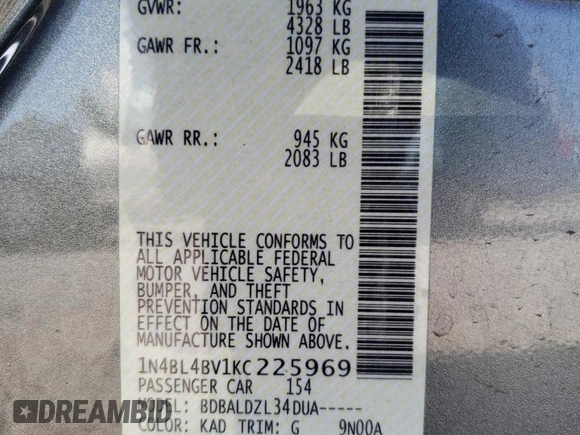 GVWR: 1963 KG
4328 LB
GAWR FR.: 1097 KG
2418 LB
GAWR RR.: 945 KG
2083 LB
THIS VEHICLE CONFORMS TO
ALL APPLICABLE FEDERAL
MOTOR VEHICLE SAFETY,
BUMPER, AND THEFT
PREVENTION STANDARDS IN
EFFECT ON THE DATE OF
MANUFACTURE SHOWN ABOVE.
1N4BL4BV1KC225969
PASSENGER CAR 154
MODEL: BDBALDZL34DUA-----
COLOR: KAD TRIM: G 9N00A
DREAMBID